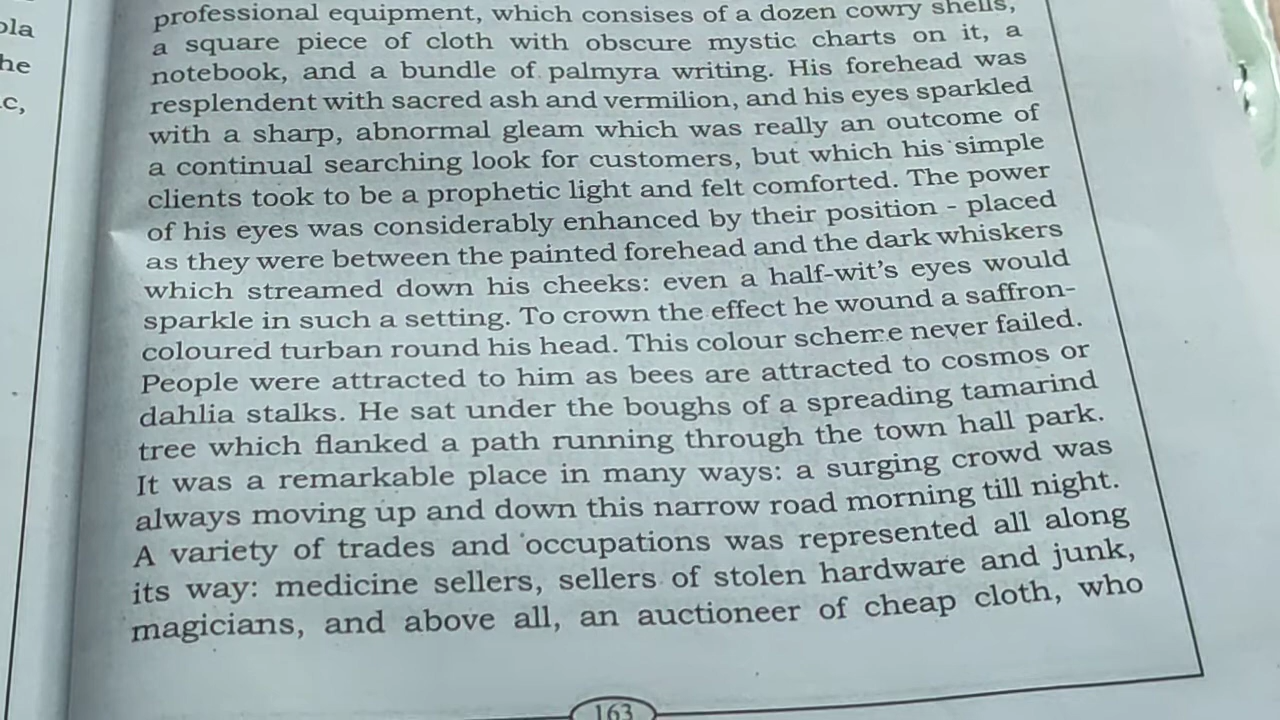 ola
he
c,
professional equipment, which consises of a dozen cowry shells,
a square piece of cloth with obscure mystic charts on it, a
notebook, and a bundle of palmyra writing. His forehead was
resplendent with sacred ash and vermilion, and his eyes sparkled
with a sharp, abnormal gleam which was really an outcome of
a continual searching look for customers, but which his simple
clients took to be a prophetic light and felt comforted. The power
of his eyes was considerably enhanced by their position - placed
as they were between the painted forehead and the dark whiskers
which streamed down his cheeks: even a half-wit's eyes would
sparkle in such a setting. To crown the effect he wound a saffron-
coloured turban round his head. This colour scheme never failed.
People were attracted to him as bees are attracted to cosmos or
dahlia stalks. He sat under the boughs of a spreading tamarind
tree which flanked a path running through the town hall park.
It was a remarkable place in many ways: a surging crowd was
always moving up and down this narrow road morning till night.
A variety of trades and occupations was represented all along
its way: medicine sellers, sellers of stolen hardware and junk,
magicians, and above all, an auctioneer of cheap cloth, who
163